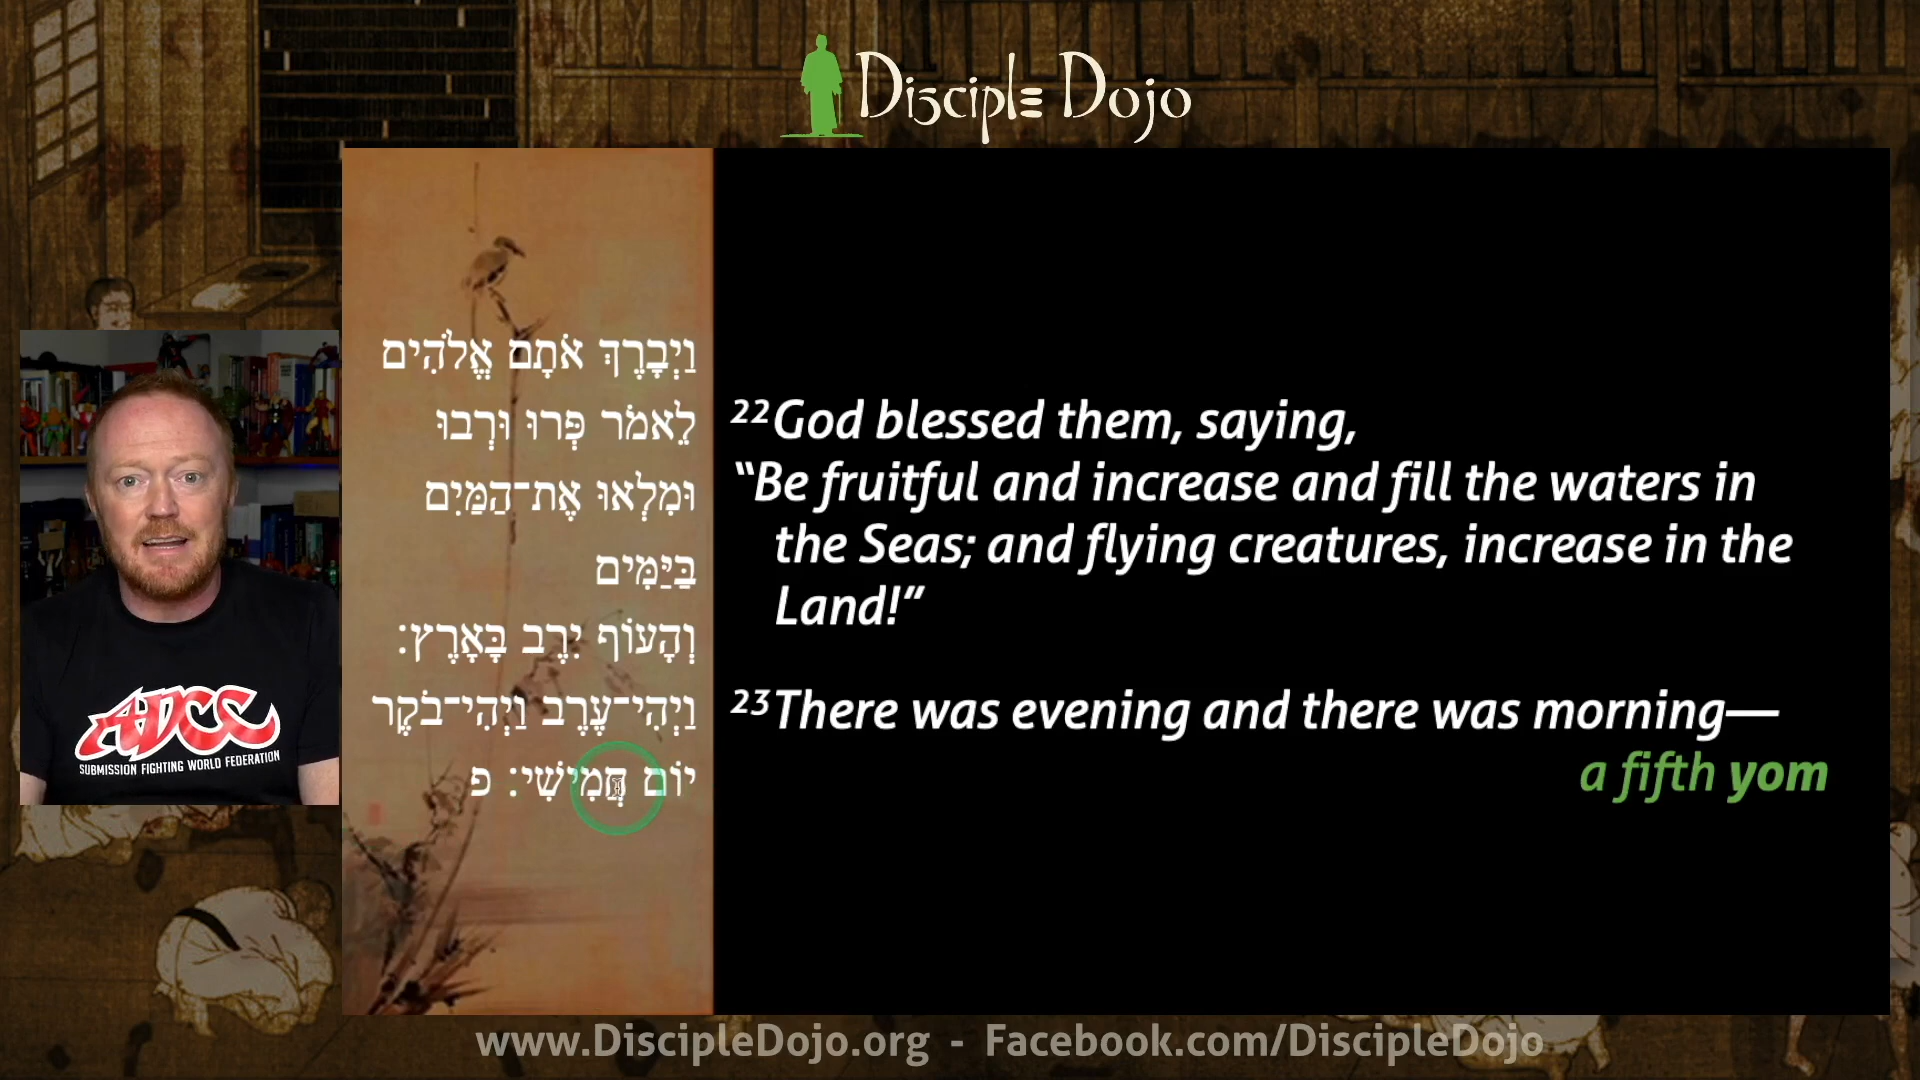 Disciple Dojo
וַיְבָרֶךְ אֹתָם אֱלֹהִים
לֵאמֹר פְּרוּ וּרְבוּ
וּמִלְאוּ אֶת־הַמַּיִם
בַּיַּמִּים
וְהָעוֹף יִרֶב בָּאָרֶץ׃
וַיְהִי־עֶרֶב וַיְהִי־בֹקֶר
יוֹם חֲמִישִׁי׃ פ
²²God blessed them, saying,
“Be fruitful and increase and fill the waters in
the Seas; and flying creatures, increase in the
Land!”
²³There was evening and there was morning—
a fifth yom
ADCC
SUBMISSION FIGHTING WORLD FEDERATION
www.DiscipleDojo.org - Facebook.com/DiscipleDojo